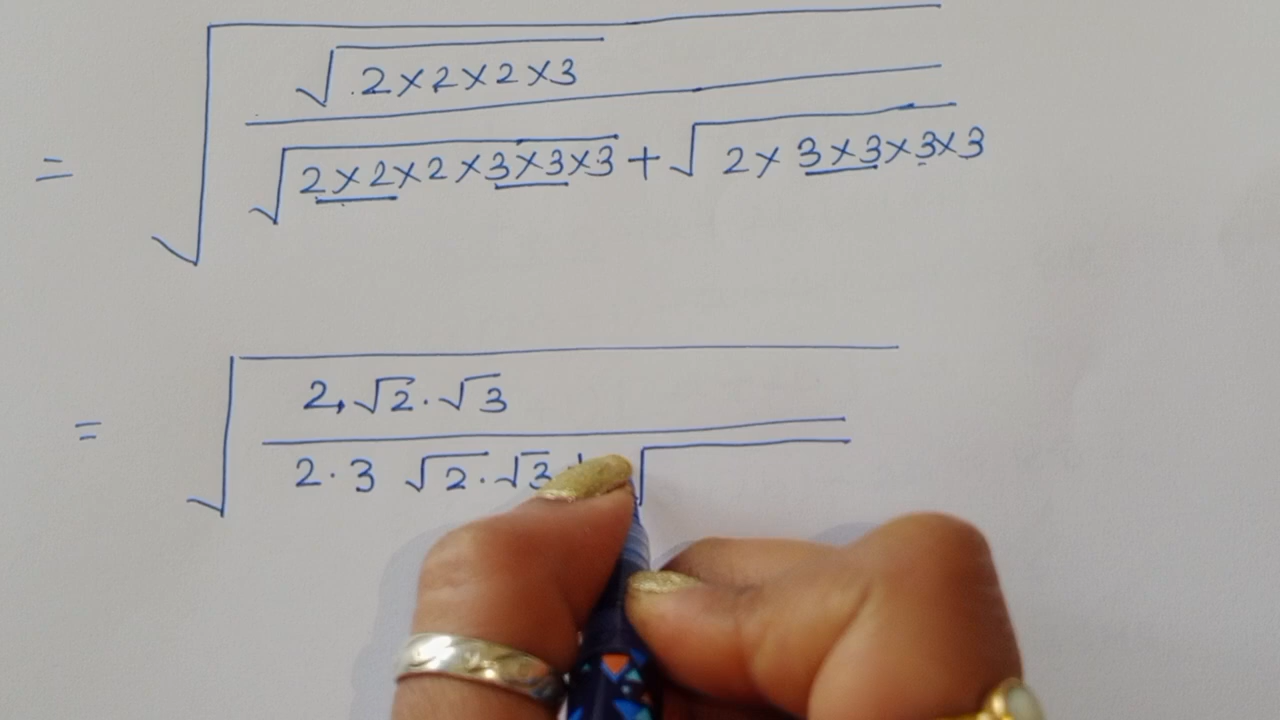 √2×2×2×3
= √2×2×2×3×3×3 + √2×3×3×3×3
2,√2.√3
= √ 2.3 √2.√3 + √